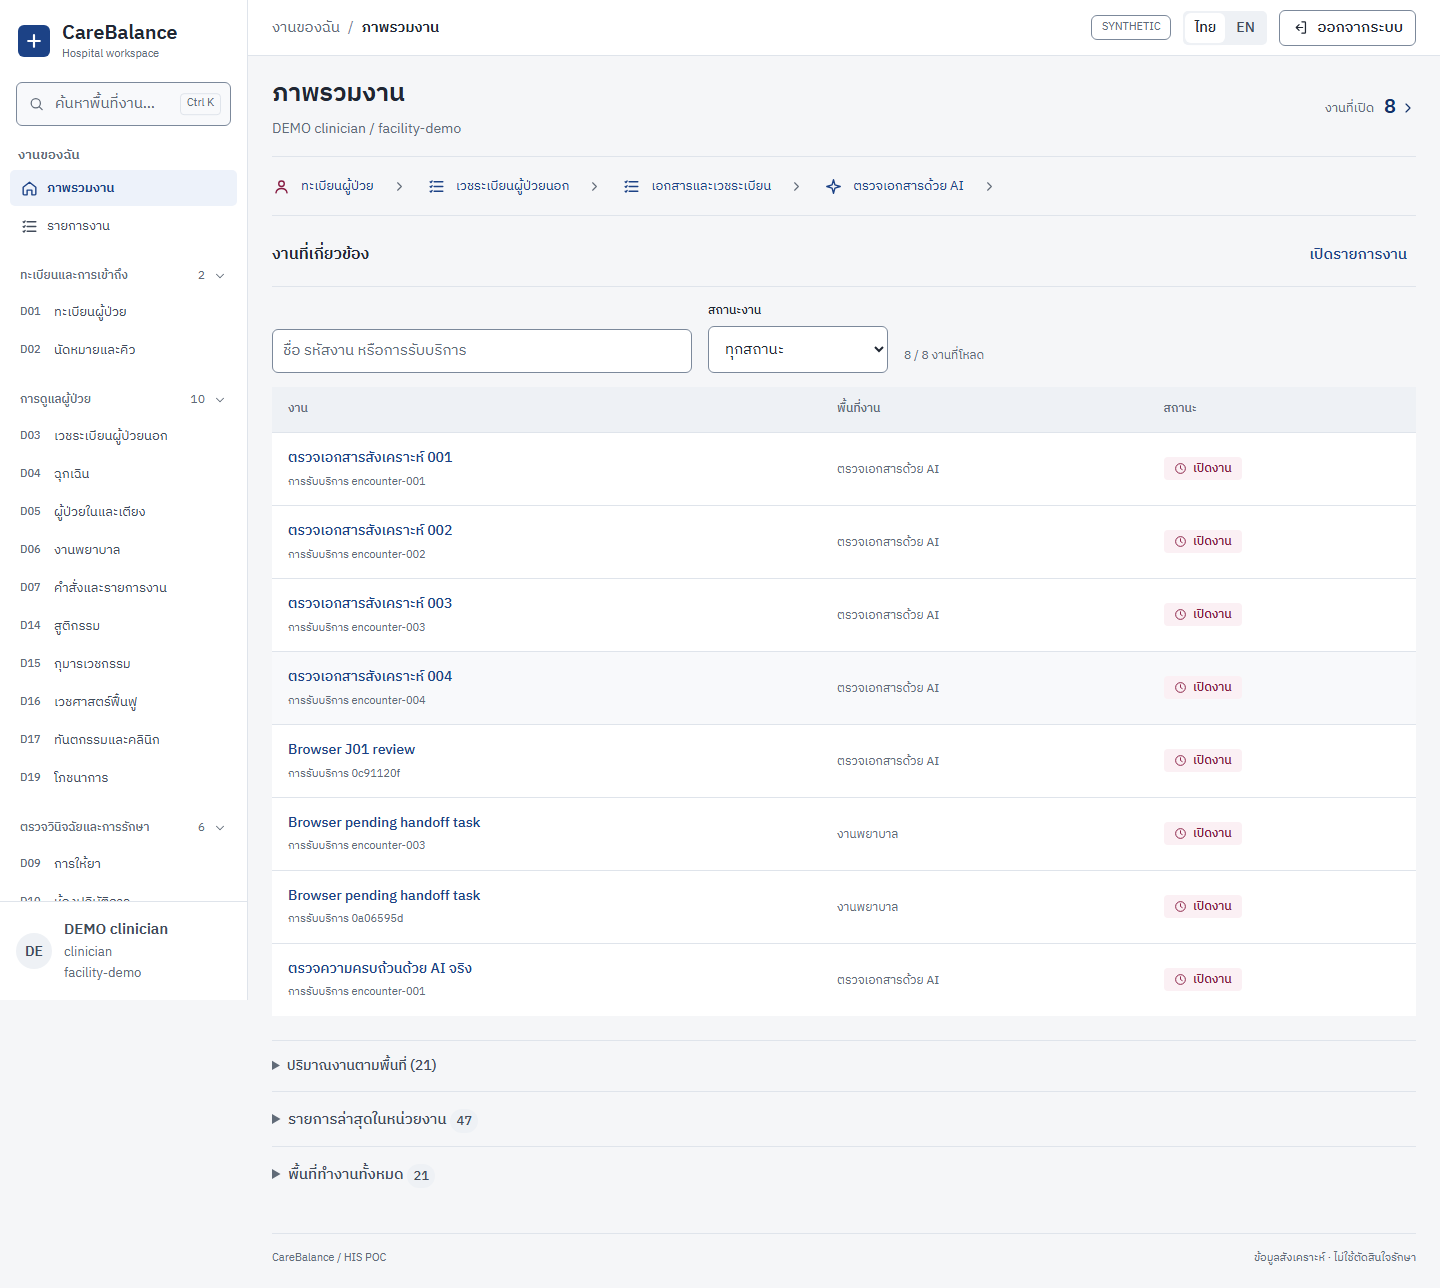 CareBalance
Hospital workspace
ค้นหาพื้นที่งาน... Ctrl K
งานของฉัน
ภาพรวมงาน
รายการงาน
ทะเบียนและการเข้าถึง 2
D01 ทะเบียนผู้ป่วย
D02 นัดหมายและคิว
การดูแลผู้ป่วย 10
D03 เวชระเบียนผู้ป่วยนอก
D04 ฉุกเฉิน
D05 ผู้ป่วยในและเตียง
D06 งานพยาบาล
D07 คำสั่งและรายการงาน
D14 สูติกรรม
D15 กุมารเวชกรรม
D16 เวชศาสตร์ฟื้นฟู
D17 ทันตกรรมและคลินิก
D19 โภชนาการ
ตรวจวินิจฉัยและการรักษา 6
D09 การให้ยา
DEMO clinician
DE
clinician
facility-demo
งานของฉัน / ภาพรวมงาน
SYNTHETIC
ไทย EN
ออกจากระบบ
ภาพรวมงาน
DEMO clinician / facility-demo
งานที่เปิด 8
ทะเบียนผู้ป่วย
เวชระเบียนผู้ป่วยนอก
เอกสารและเวชระเบียน
ตรวจเอกสารด้วย AI
งานที่เกี่ยวข้อง
เปิดรายการงาน
สถานะงาน
ชื่อ รหัสงาน หรือการรับบริการ
ทุกสถานะ
8 / 8 งานที่โหลด
งาน พื้นที่งาน สถานะ
ตรวจเอกสารสังเคราะห์ 001
การรับบริการ encounter-001
ตรวจเอกสารด้วย AI
เปิดงาน
ตรวจเอกสารสังเคราะห์ 002
การรับบริการ encounter-002
ตรวจเอกสารด้วย AI
เปิดงาน
ตรวจเอกสารสังเคราะห์ 003
การรับบริการ encounter-003
ตรวจเอกสารด้วย AI
เปิดงาน
ตรวจเอกสารสังเคราะห์ 004
การรับบริการ encounter-004
ตรวจเอกสารด้วย AI
เปิดงาน
Browser J01 review
การรับบริการ 0c91120f
ตรวจเอกสารด้วย AI
เปิดงาน
Browser pending handoff task
การรับบริการ encounter-003
งานพยาบาล
เปิดงาน
Browser pending handoff task
การรับบริการ 0a06595d
งานพยาบาล
เปิดงาน
ตรวจความครบถ้วนด้วย AI จริง
การรับบริการ encounter-001
ตรวจเอกสารด้วย AI
เปิดงาน
ปริมาณงานตามพื้นที่ (21)
รายการล่าสุดในหน่วยงาน 47
พื้นที่ทำงานทั้งหมด 21
CareBalance / HIS POC
ข้อมูลสังเคราะห์ · ไม่ใช้ตัดสินใจรักษา